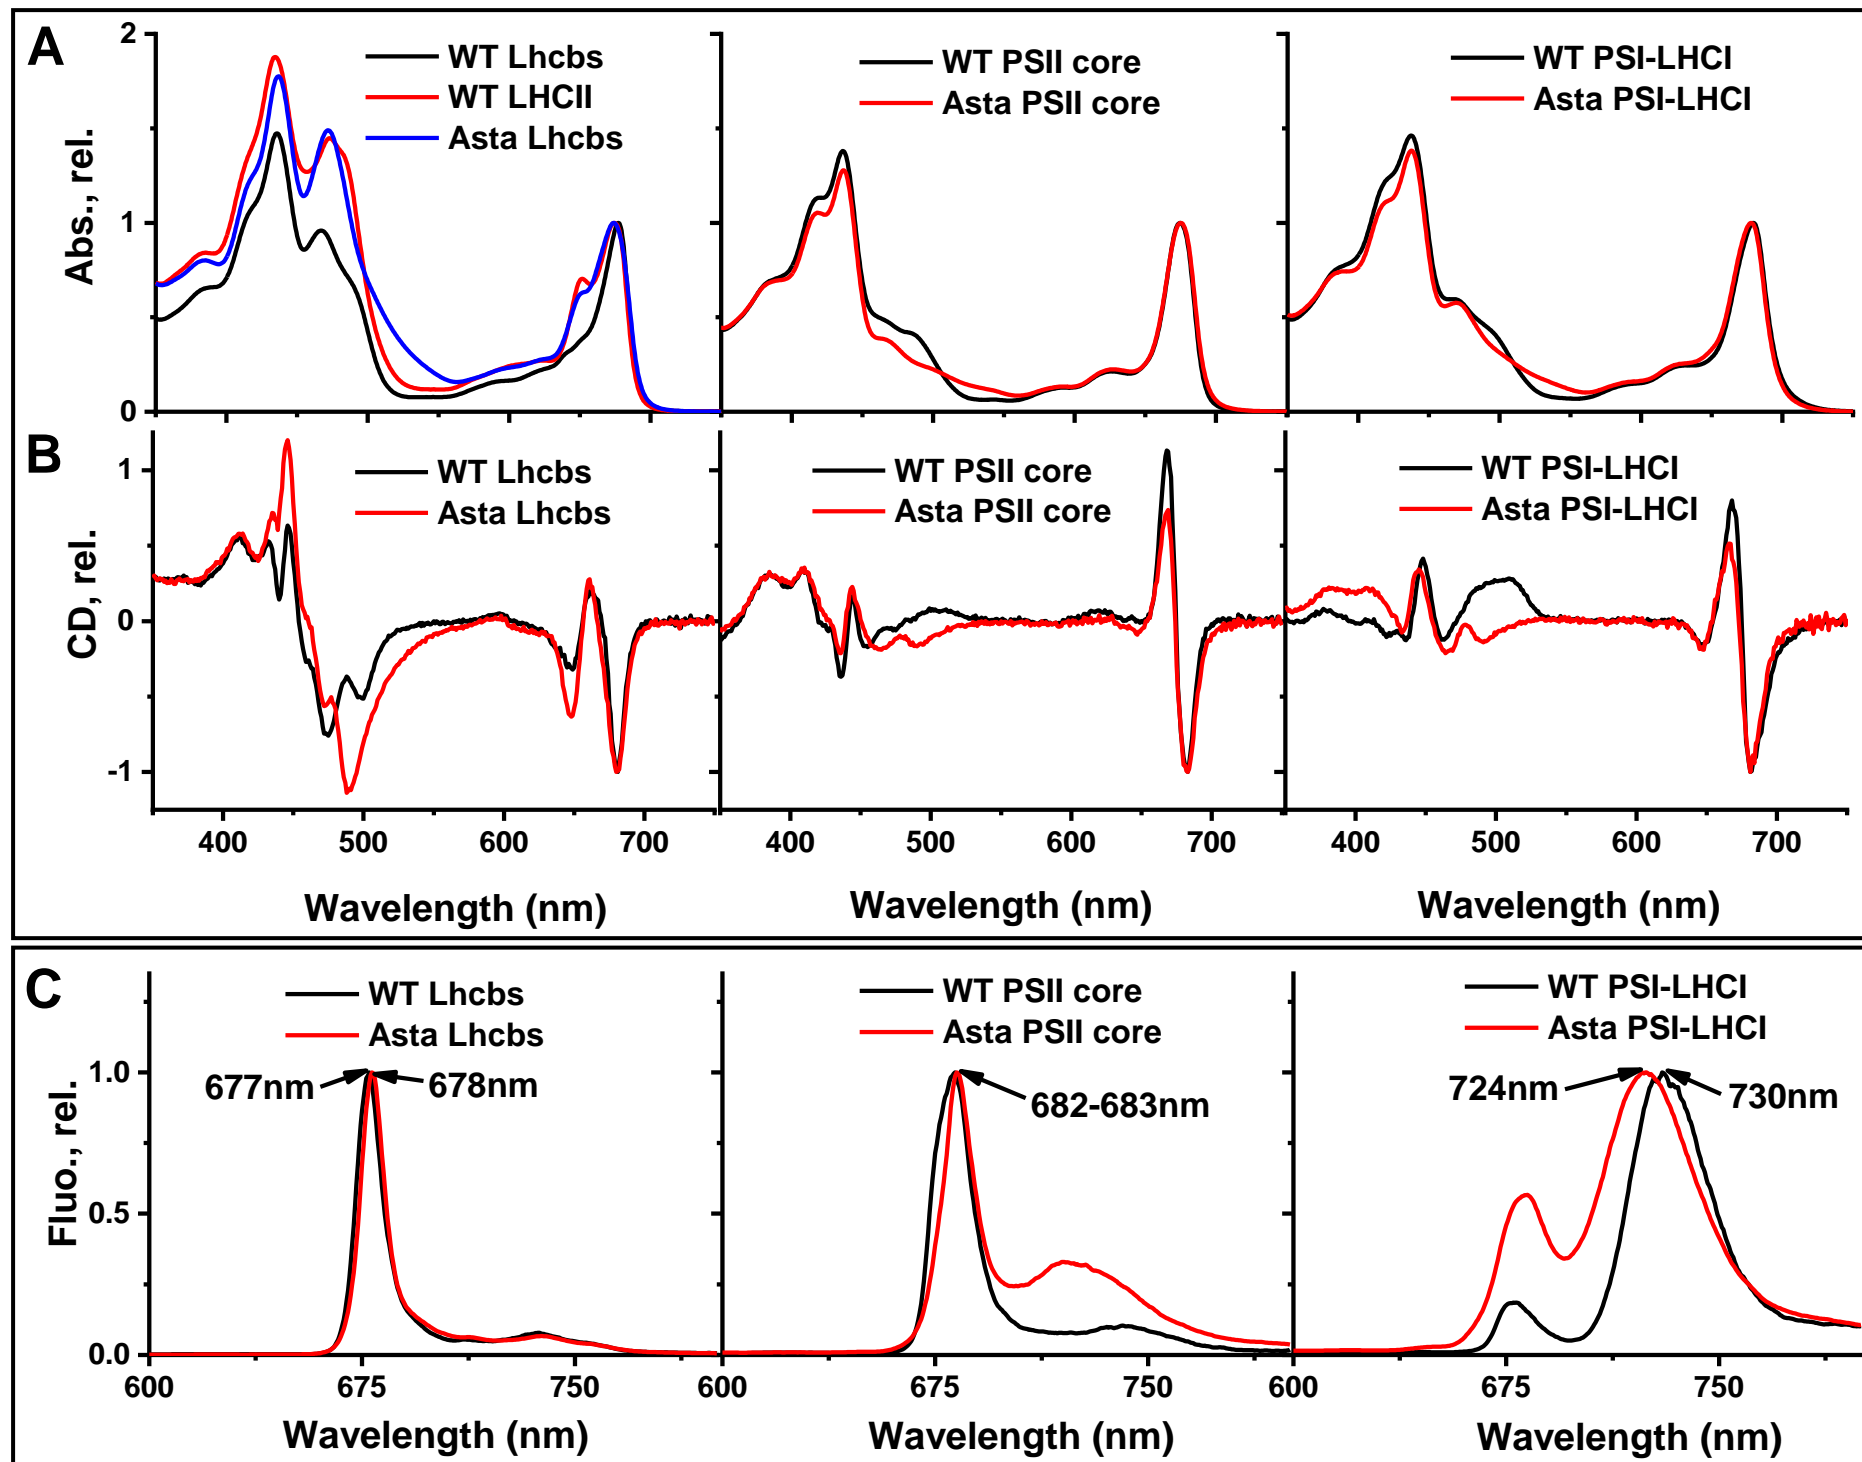 A
2
1
0
Abs., rel.
WT Lhcbs
WT LHCII
Asta Lhcbs
WT PSII core
Asta PSII core
WT PSI-LHCI
Asta PSI-LHCI
B
1
0
-1
CD, rel.
WT Lhcbs
Asta Lhcbs
WT PSII core
Asta PSII core
WT PSI-LHCI
Asta PSI-LHCI
400 500 600 700 400 500 600 700 400 500 600 700
Wavelength (nm) Wavelength (nm) Wavelength (nm)
C
1.0
0.5
0.0
Fluo., rel.
WT Lhcbs
Asta Lhcbs
677nm 678nm
WT PSII core
Asta PSII core
682-683nm
WT PSI-LHCI
Asta PSI-LHCI
724nm 730nm
600 675 750 600 675 750 600 675 750
Wavelength (nm) Wavelength (nm) Wavelength (nm)